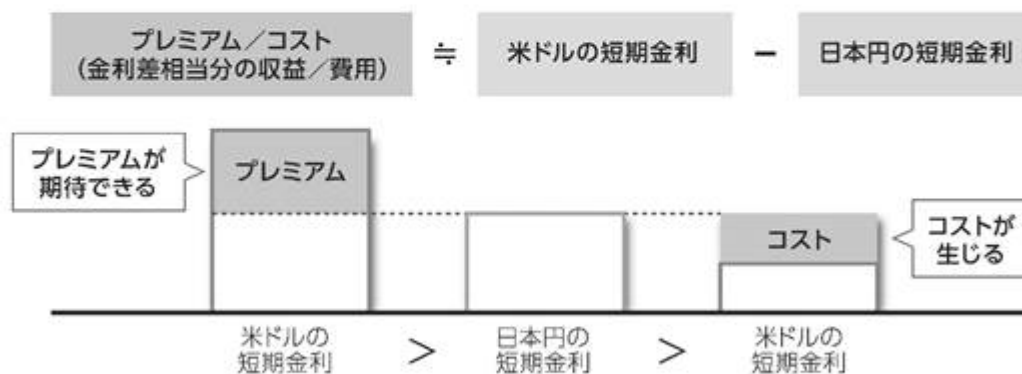 プレミアム／コスト
（金利差相当分の収益／費用）
≒
米ドルの短期金利
−
日本円の短期金利
プレミアムが
期待できる
プレミアム
コスト
コストが
生じる
米ドルの
短期金利
>
日本円の
短期金利
>
米ドルの
短期金利